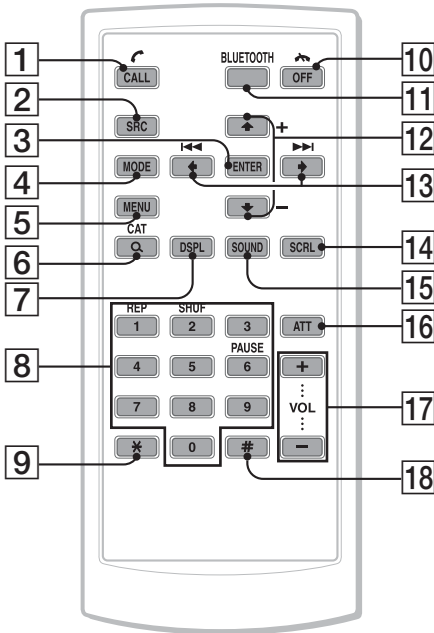 1 CALL BLUETOOTH OFF 10
11
2 SRC + 12
3 ENTER
4 MODE 13
5 MENU −
CAT
6 DSPL SOUND SCRL 14
7 15
REP SHUF
1 2 3 ATT 16
PAUSE
8 4 5 6 +
VOL 17
7 8 9 −
9 * 0 # 18